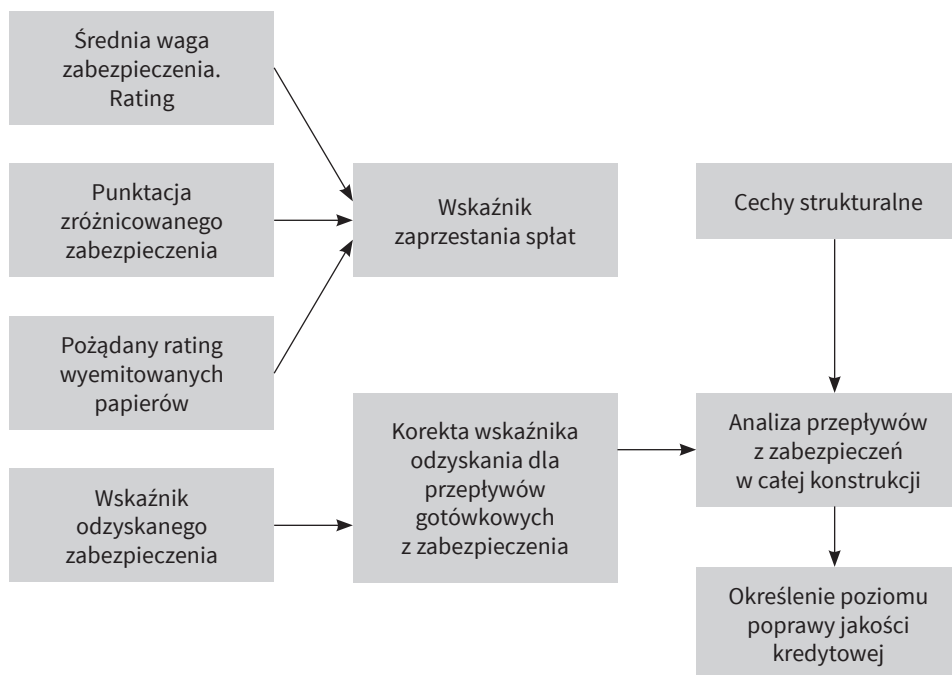 Średnia waga
zabezpieczenia.
Rating
Punktacja
zróżnicowanego
zabezpieczenia
Wskaźnik
zaprzestania spłat
Cechy strukturalne
Pożądany rating
wyemitowanych
papierów
Korekta wskaźnika
odzyskania dla
przepływów
gotówkowych
z zabezpieczenia
Analiza przepływów
z zabezpieczeń
w całej konstrukcji
Wskaźnik
odzyskanego
zabezpieczenia
Określenie poziomu
poprawy jakości
kredytowej